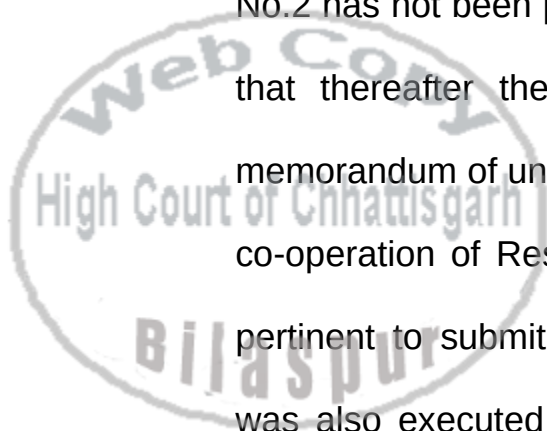 No.2 has not been
Web Copy
that thereafter the
memorandum of un
High Court of Chhattisgarh
co-operation of Res
Bilaspur
pertinent to submit
was also executed